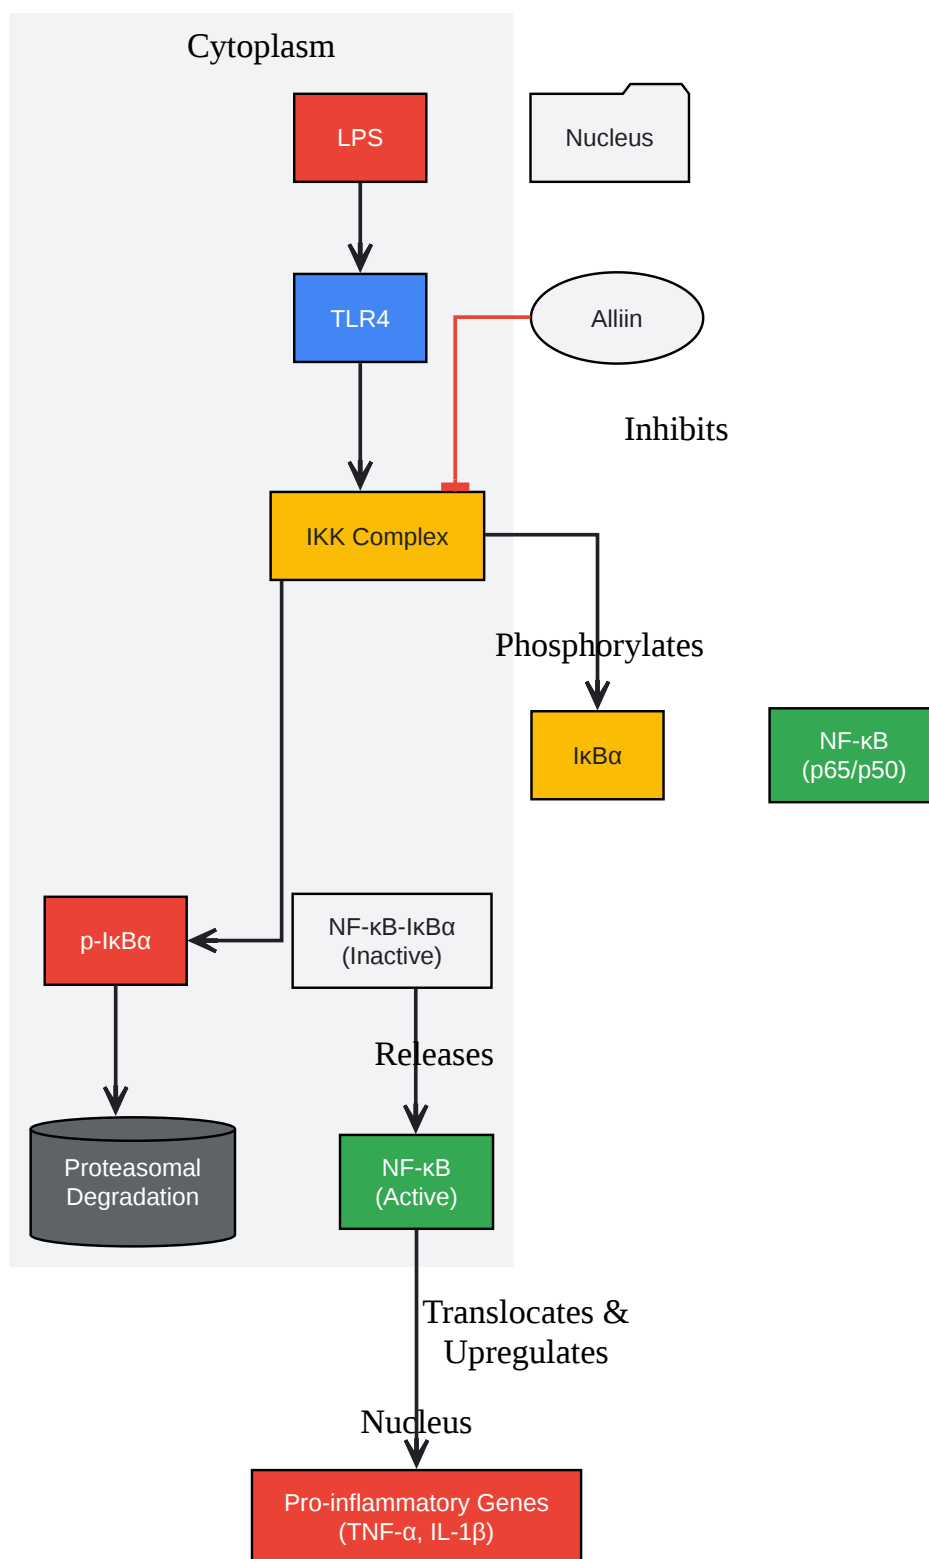 Cytoplasm
LPS
Nucleus
TLR4
Alliin
Inhibits
IKK Complex
Phosphorylates
IκBα
NF-κB
(p65/p50)
p-IκBα
NF-κB-IκBα
(Inactive)
Releases
Proteasomal
Degradation
NF-κB
(Active)
Translocates &
Upregulates
Nucleus
Pro-inflammatory Genes
(TNF-α, IL-1β)